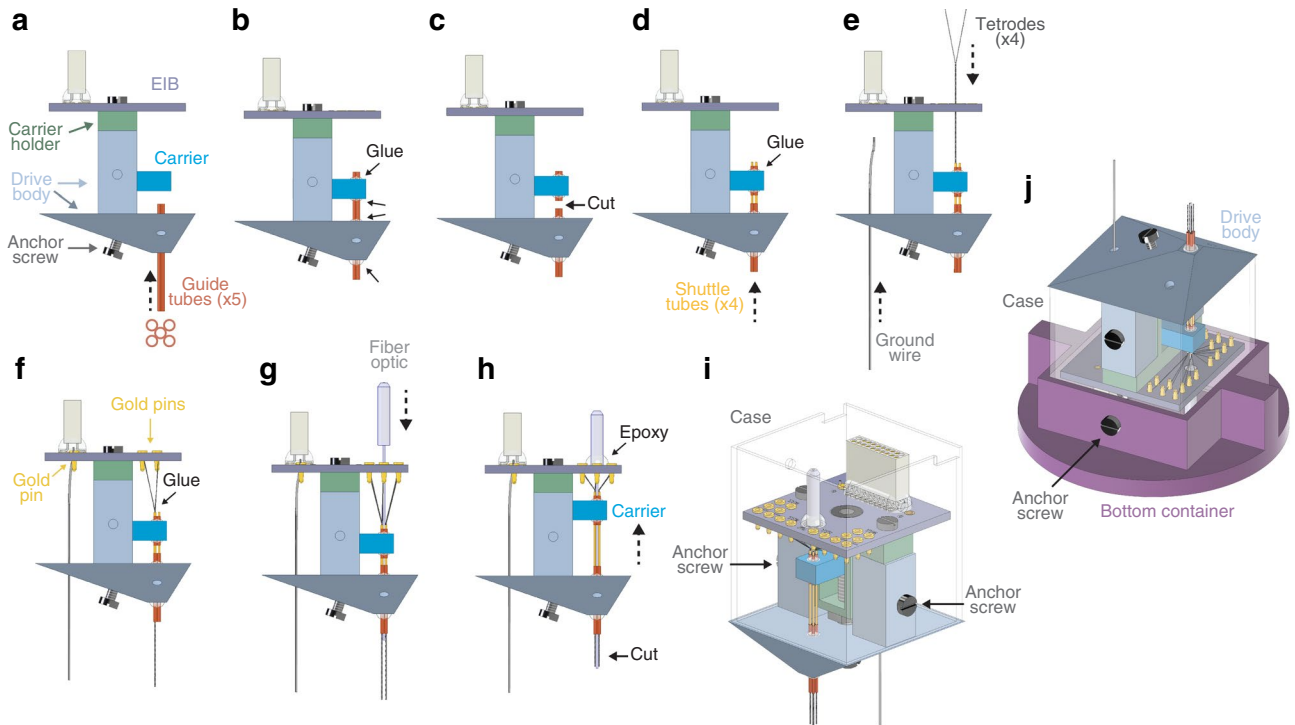 a
EIB
Carrier
holder
Carrier
Drive
body
Anchor
screw
Guide
tubes (x5)
b
Glue
c
Cut
d
Glue
Shuttle
tubes (x4)
e
Tetrodes
(x4)
Ground
wire
f
Gold pins
Gold
pin
Glue
g
Fiber
optic
h
Epoxy
Carrier
Cut
i
Case
Anchor
screw
Anchor
screw
j
Drive
body
Case
Anchor
screw
Bottom container